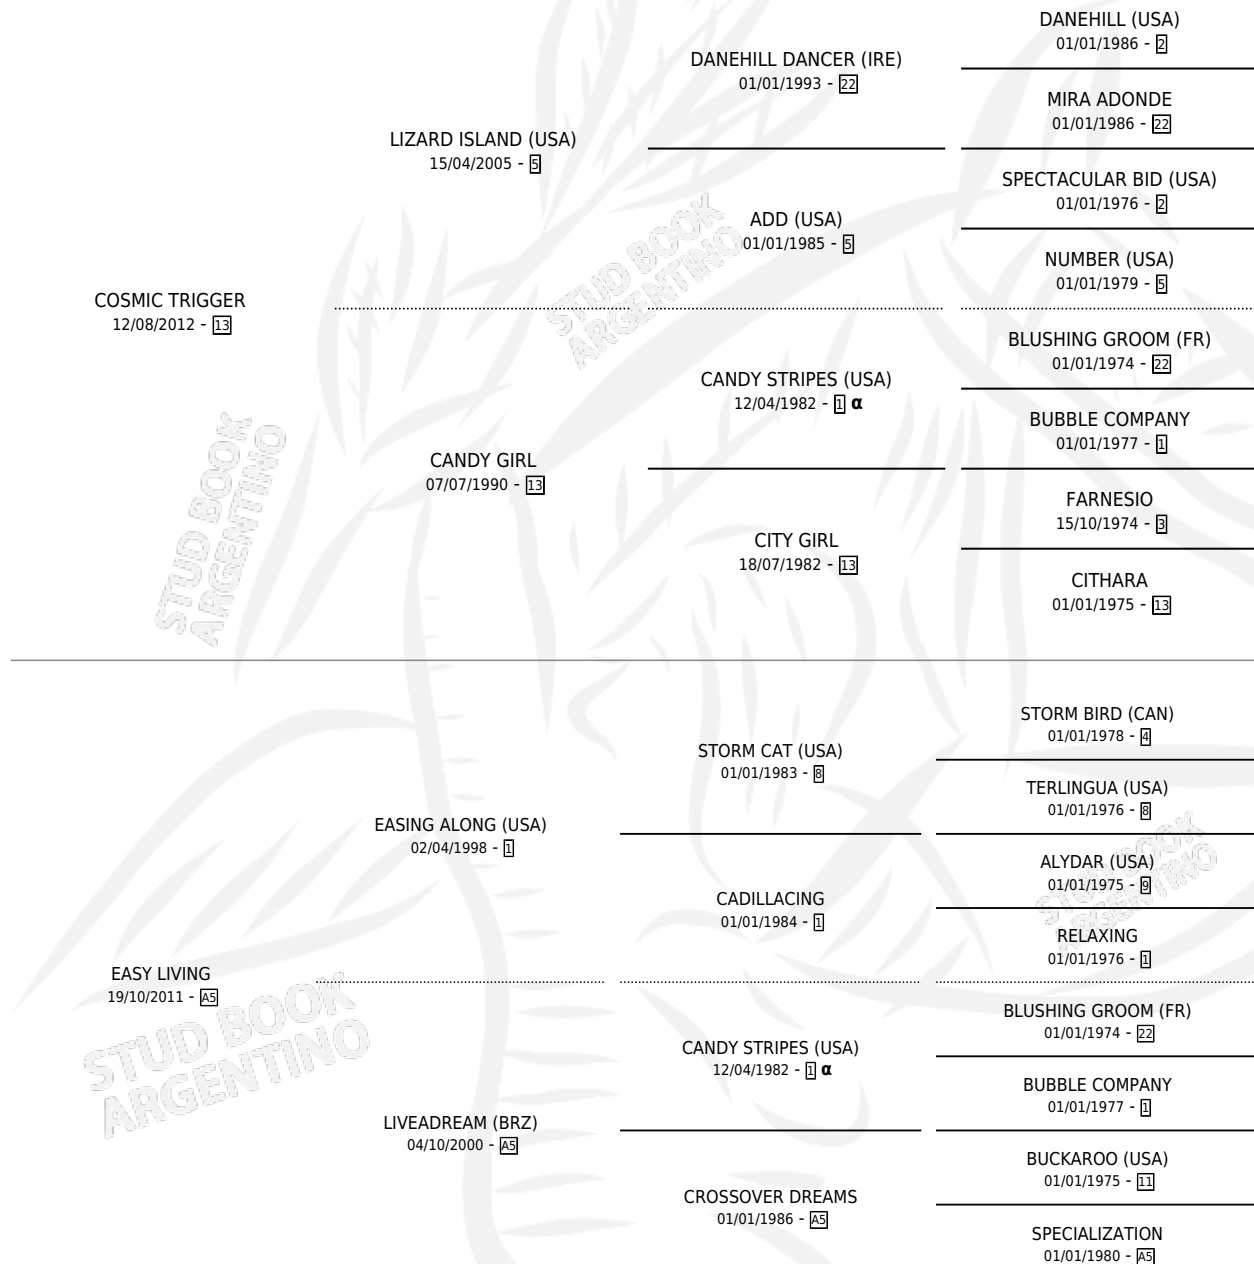 DANEHILL (USA)
01/01/1986 - 2
DANEHILL DANCER (IRE)
01/01/1993 - 22
MIRA ADONDE
01/01/1986 - 22
LIZARD ISLAND (USA)
15/04/2005 - 5
SPECTACULAR BID (USA)
01/01/1976 - 2
ADD (USA)
01/01/1985 - 5
NUMBER (USA)
01/01/1979 - 5
STUD BOOK
ARGENTINO
COSMIC TRIGGER
12/08/2012 - 13
BLUSHING GROOM (FR)
01/01/1974 - 22
CANDY STRIPES (USA)
12/04/1982 - 1 α
BUBBLE COMPANY
01/01/1977 - 1
CANDY GIRL
07/07/1990 - 13
FARNESIO
15/10/1974 - 3
CITY GIRL
18/07/1982 - 13
CITHARA
01/01/1975 - 13
STUD BOOK
ARGENTINO
STORM BIRD (CAN)
01/01/1978 - 4
STORM CAT (USA)
01/01/1983 - 8
TERLINGUA (USA)
01/01/1976 - 8
EASING ALONG (USA)
02/04/1998 - 1
ALYDAR (USA)
01/01/1975 - 9
CADILLACING
01/01/1984 - 1
RELAXING
01/01/1976 - 1
STUD BOOK
ARGENTINO
EASY LIVING
19/10/2011 - A5
BLUSHING GROOM (FR)
01/01/1974 - 22
CANDY STRIPES (USA)
12/04/1982 - 1 α
BUBBLE COMPANY
01/01/1977 - 1
LIVEADREAM (BRZ)
04/10/2000 - A5
BUCKAROO (USA)
01/01/1975 - 11
CROSSOVER DREAMS
01/01/1986 - A5
SPECIALIZATION
01/01/1980 - A5
STUD BOOK
ARGENTINO